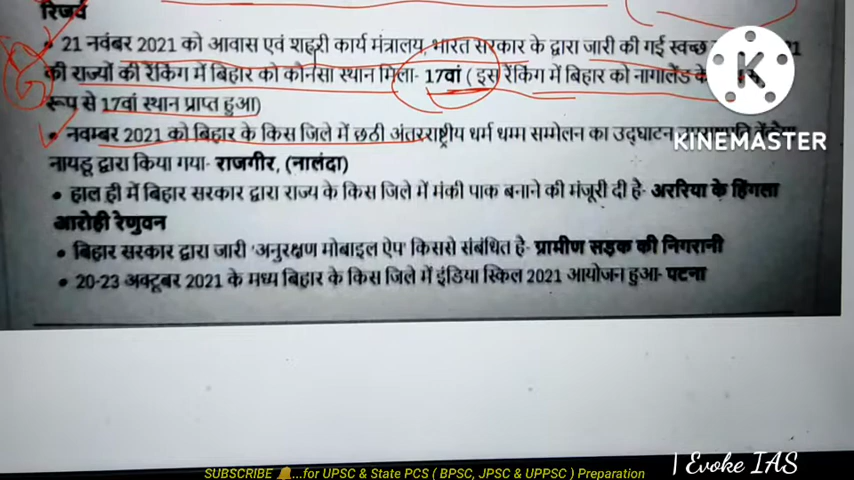 रिजर्व
• 21 नवंबर 2021 को आवास एवं शहरी कार्य मंत्रालय, भारत सरकार के द्वारा जारी की गई स्वच्छ
की राज्यों की रैंकिंग में बिहार को कौनसा स्थान मिला- 17वां ( इस रैंकिंग में बिहार को नागालैंड के
रूप से 17वां स्थान प्राप्त हुआ)
• नवम्बर 2021 को बिहार के किस जिले में छठी अंतरराष्ट्रीय धर्म धम्म सम्मेलन का उद्घाटन
नायडू द्वारा किया गया- राजगीर, (नालंदा)
• हाल ही में बिहार सरकार द्वारा राज्य के किस जिले में मंकी पाक बनाने की मंजूरी दी है- अररिया के हिंगला
आरोही रेणुवन
• बिहार सरकार द्वारा जारी 'अनुरक्षण मोबाइल ऐप' किससे संबंधित है- ग्रामीण सड़क की निगरानी
• 20-23 अक्टूबर 2021 के मध्य बिहार के किस जिले में इंडिया स्किल 2021 आयोजन हुआ- पटना
K
KINEMASTER
Evoke IAS
SUBSCRIBE 🔔...for UPSC & State PCS ( BPSC, JPSC & UPPSC ) Preparation